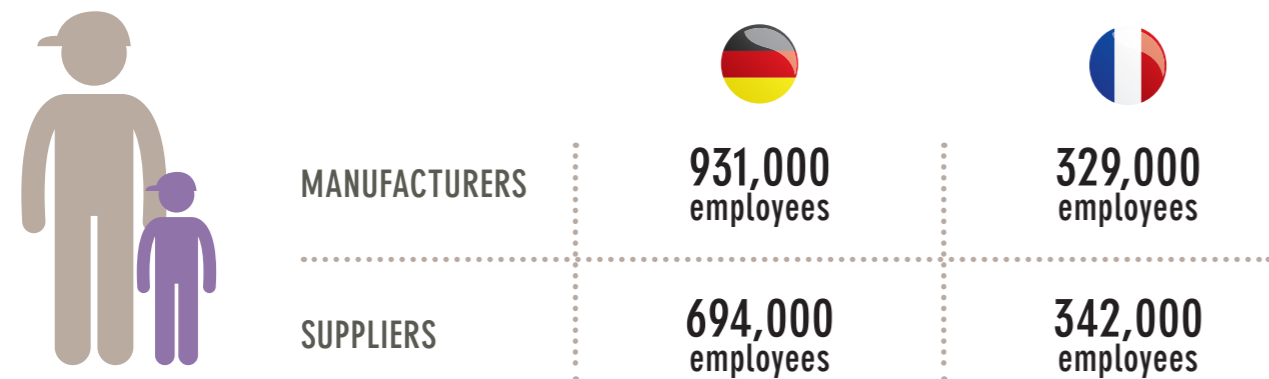 MANUFACTURERS
931,000
employees
329,000
employees
SUPPLIERS
694,000
employees
342,000
employees